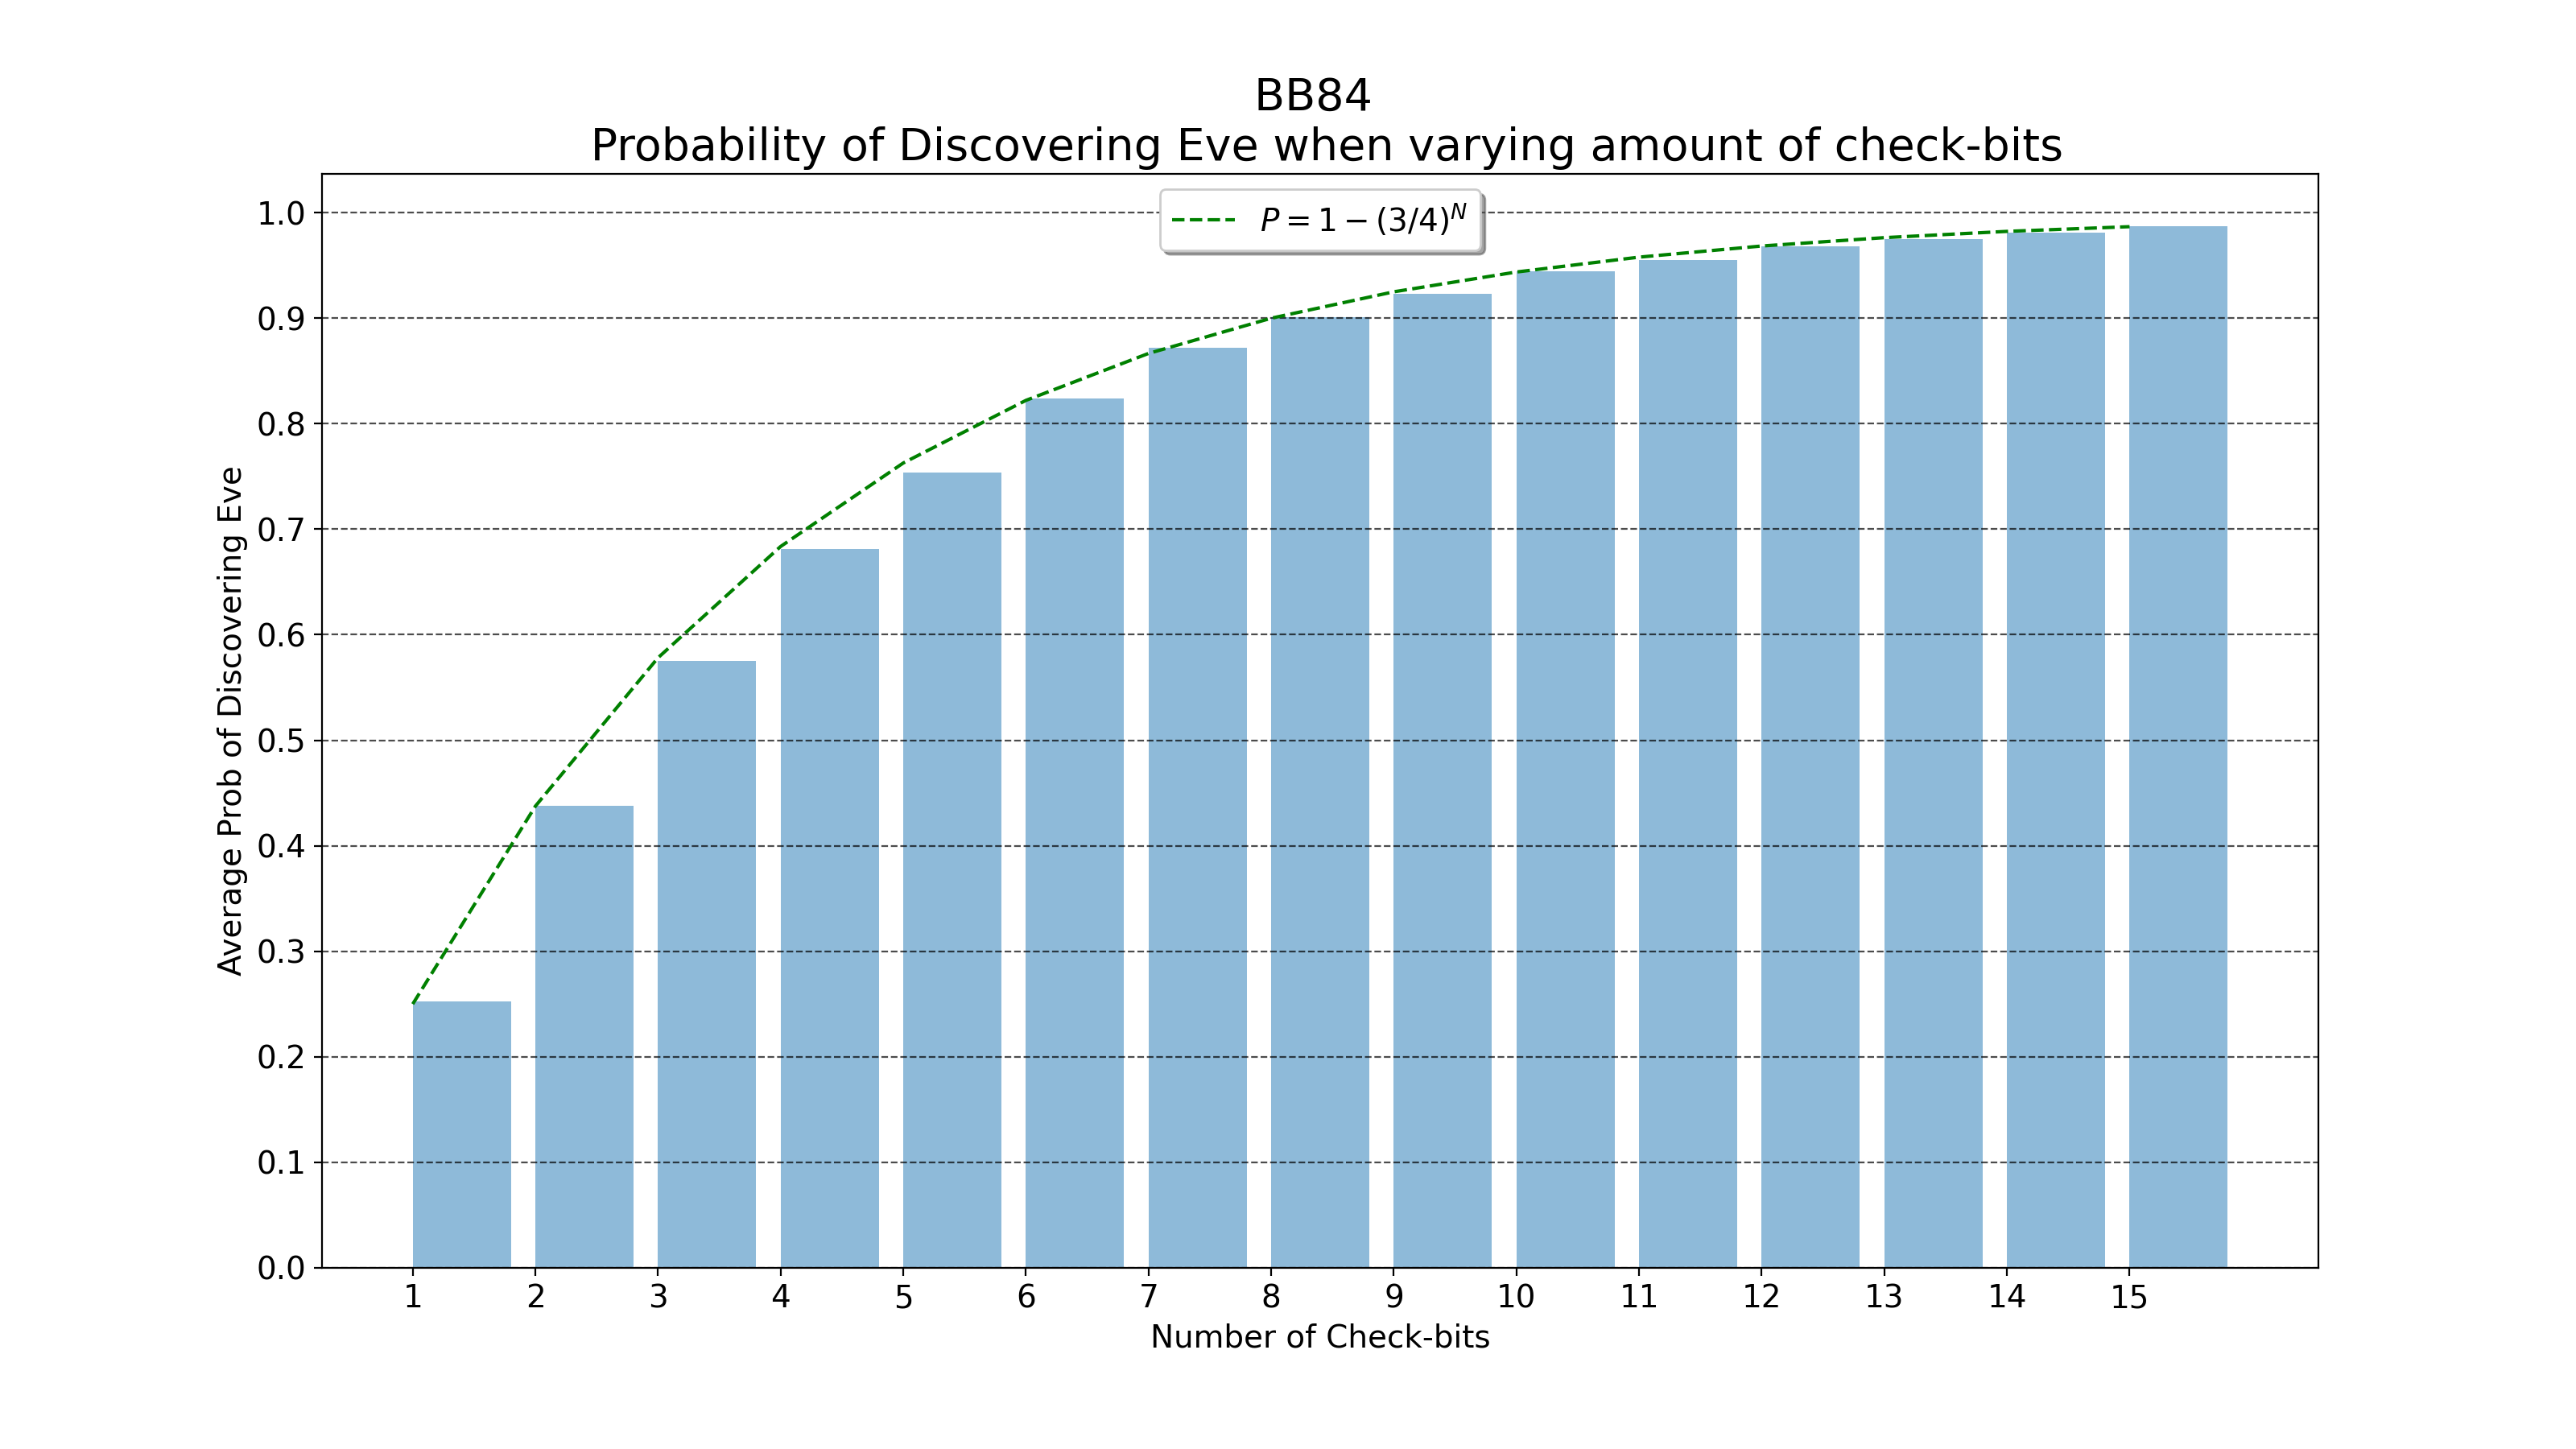 BB84
Probability of Discovering Eve when varying amount of check-bits
P = 1 − (3/4)^N
Average Prob of Discovering Eve
1.0
0.9
0.8
0.7
0.6
0.5
0.4
0.3
0.2
0.1
0.0
1 2 3 4 5 6 7 8 9 10 11 12 13 14 15
Number of Check-bits